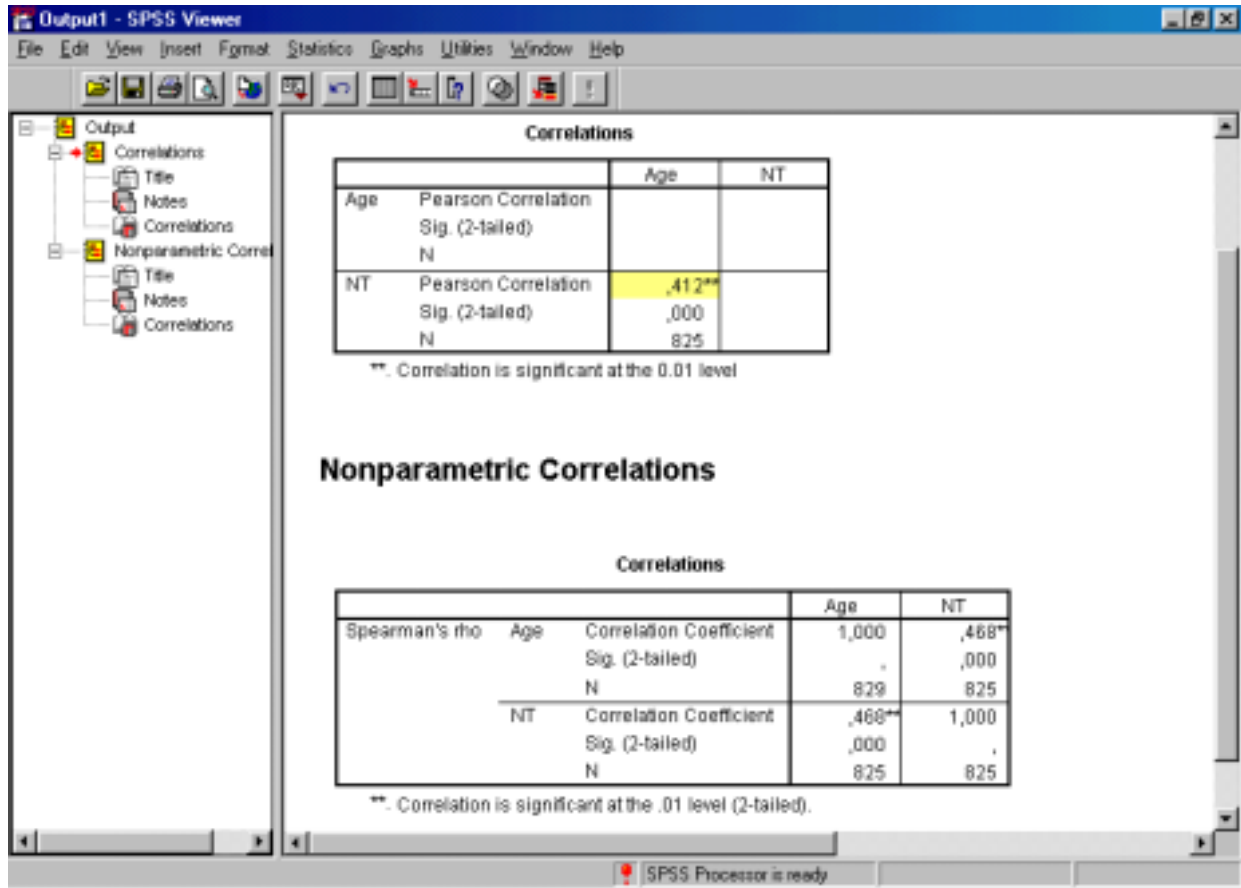 Output1 - SPSS Viewer
File Edit View Insert Format Statistics Graphs Utilities Window Help
Output
Correlations
Title
Notes
Correlations
Nonparametric Correl
Title
Notes
Correlations
Correlations
Age NT
Age Pearson Correlation
Sig. (2-tailed)
N
NT Pearson Correlation ,412**
Sig. (2-tailed) ,000
N 825
**. Correlation is significant at the 0.01 level
Nonparametric Correlations
Correlations
Age NT
Spearman's rho Age Correlation Coefficient 1,000 ,468**
Sig. (2-tailed) , ,000
N 829 825
NT Correlation Coefficient ,468** 1,000
Sig. (2-tailed) ,000 ,
N 825 825
**. Correlation is significant at the .01 level (2-tailed).
SPSS Processor is ready